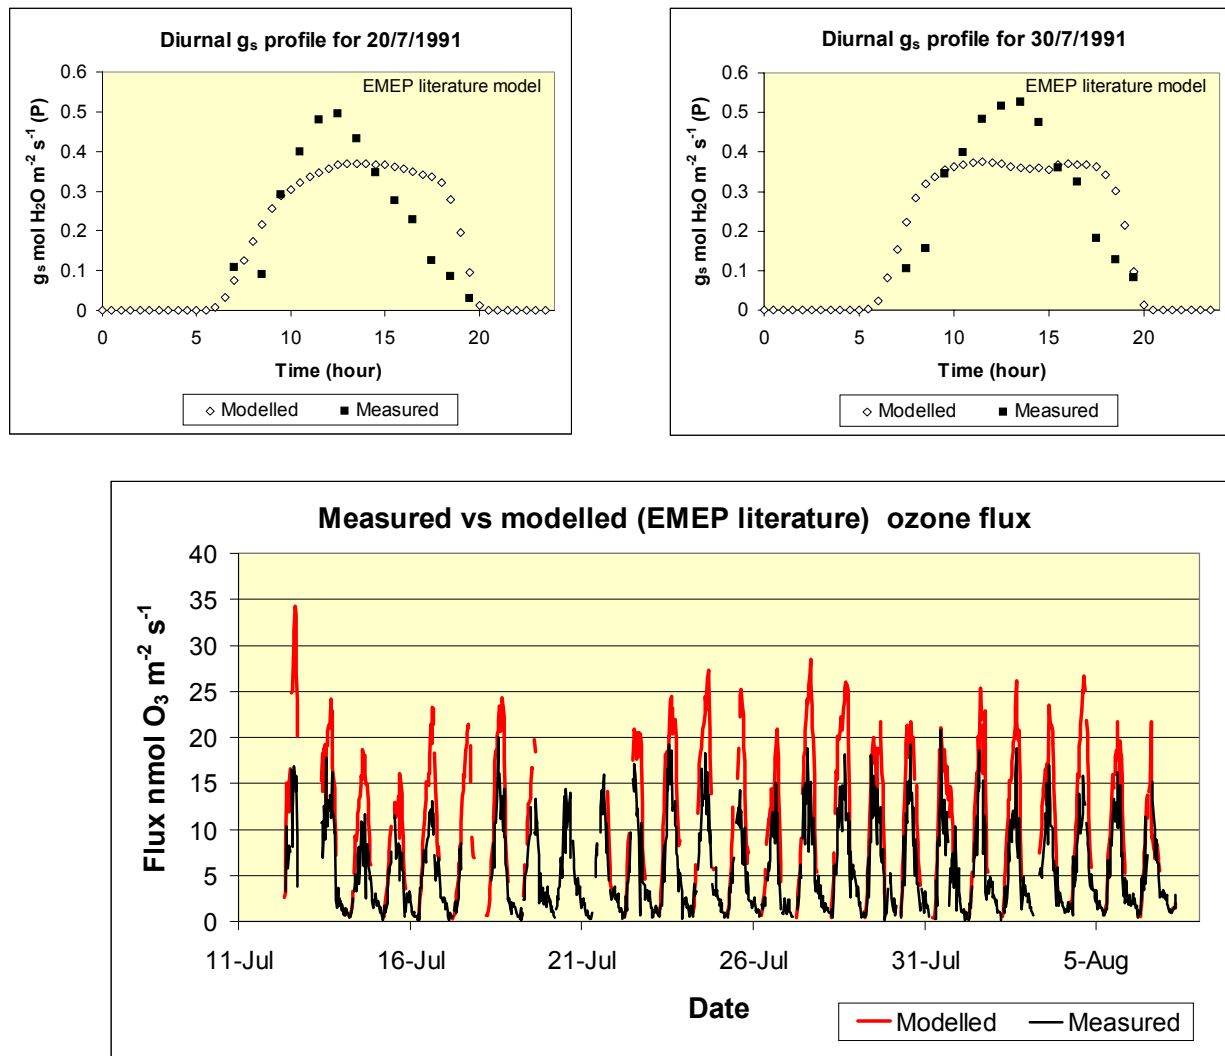 Diurnal gs profile for 20/7/1991
EMEP literature model
gs mol H2O m-2 s-1 (P)
0.6
0.5
0.4
0.3
0.2
0.1
0
0 5 10 15 20
Time (hour)
Modelled Measured
Diurnal gs profile for 30/7/1991
EMEP literature model
gs mol H2O m-2 s-1 (P)
0.6
0.5
0.4
0.3
0.2
0.1
0
0 5 10 15 20
Time (hour)
Modelled Measured
Measured vs modelled (EMEP literature) ozone flux
Flux nmol O3 m-2 s-1
40
35
30
25
20
15
10
5
0
11-Jul 16-Jul 21-Jul 26-Jul 31-Jul 5-Aug
Date
Modelled Measured